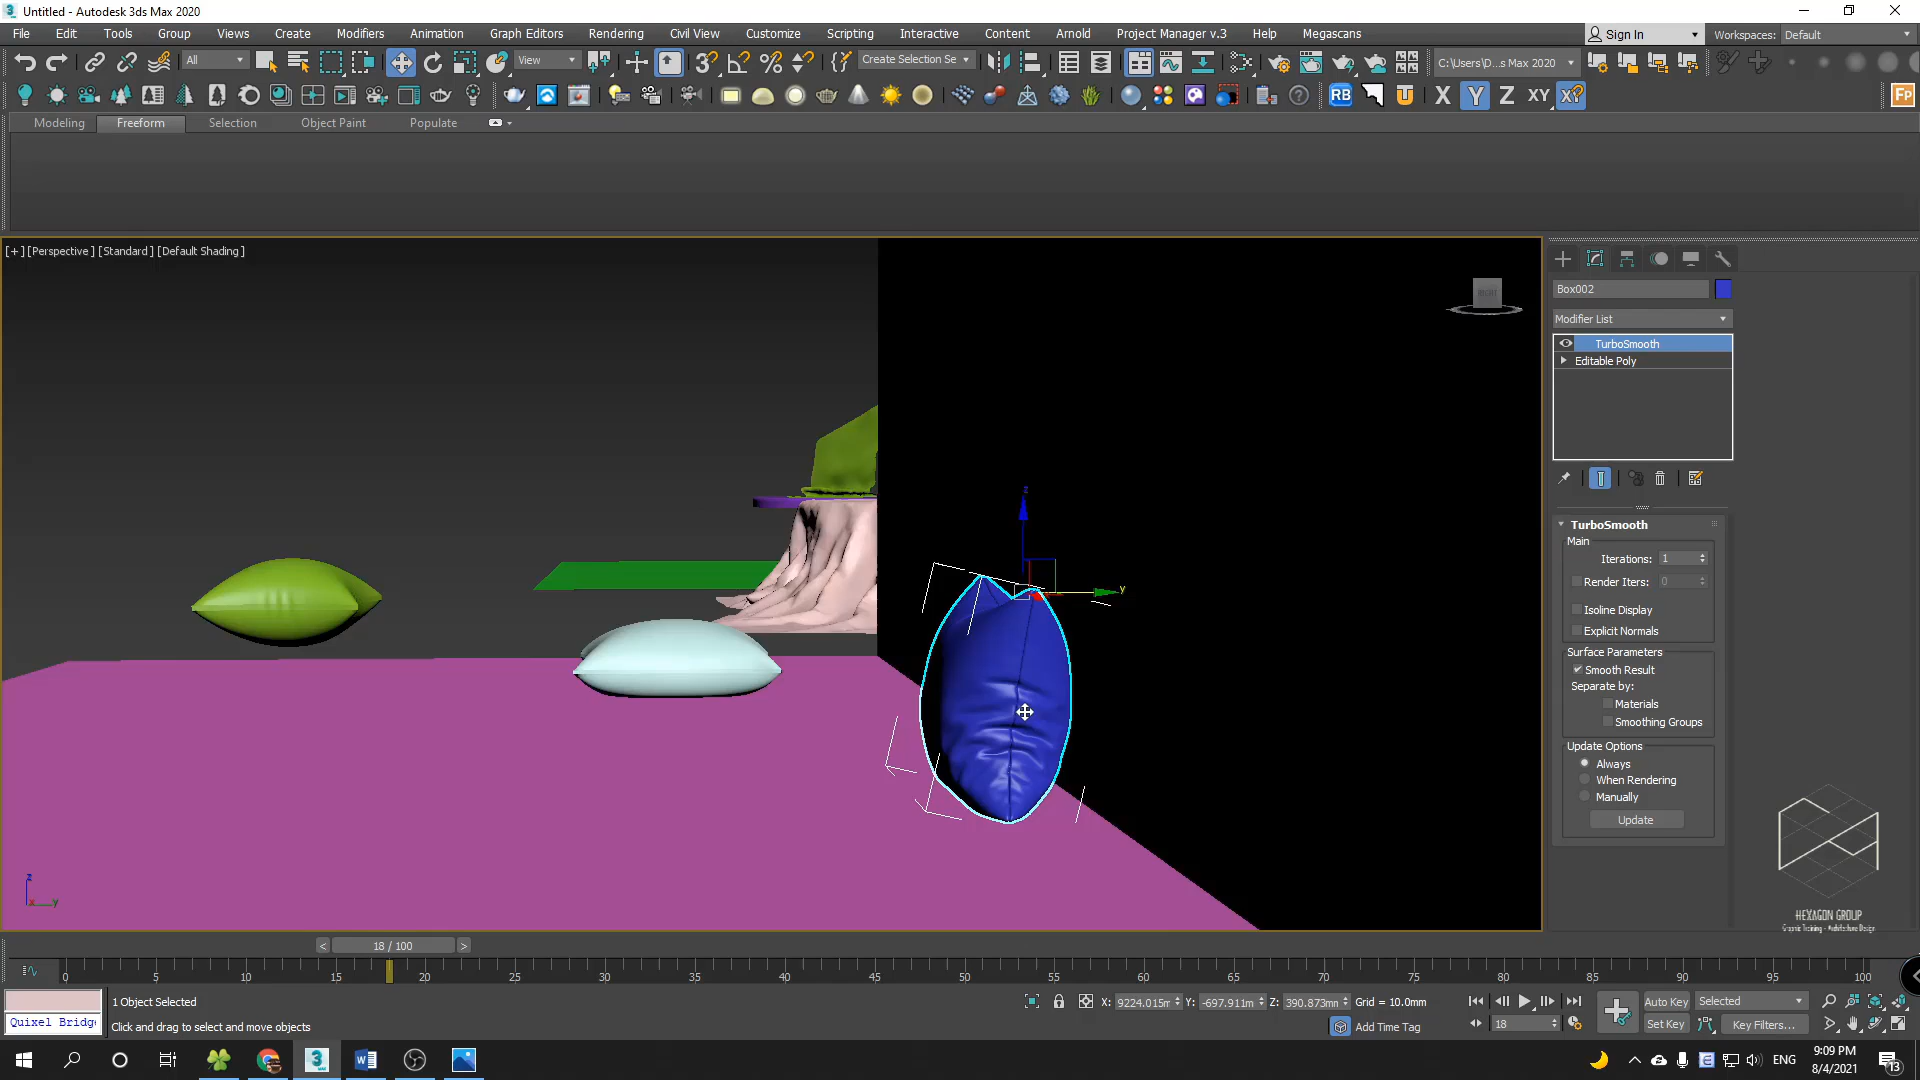 Untitled - Autodesk 3ds Max 2020
File Edit Tools Group Views Create Modifiers Animation Graph Editors Rendering Civil View Customize Scripting Interactive Content Arnold Project Manager v.3 Help Megascans
Sign In Workspaces: Default
All View Create Selection Se C:\Users\D...s Max 2020
RB X Y Z XY Fp
Modeling Freeform Selection Object Paint Populate
[+] [Perspective] [Standard] [Default Shading]
Box002
Modifier List
TurboSmooth
Editable Poly
TurboSmooth
Main
Iterations: 1
Render Iters: 0
Isoline Display
Explicit Normals
Surface Parameters
Smooth Result
Separate by:
Materials
Smoothing Groups
Update Options
Always
When Rendering
Manually
Update
z
y
z
x y
HEXAGON GROUP
< 18 / 100 >
0 5 10 15 20 25 30 35 40 45 50 55 60 65 70 75 80 85 90 95 100
1 Object Selected X: 9224.015m Y: -697.911m Z: 390.873mm Grid = 10.0mm Auto Key Selected
Quixel Bridge Click and drag to select and move objects Add Time Tag 18 Set Key Key Filters...
ENG 9:09 PM
8/4/2021 13